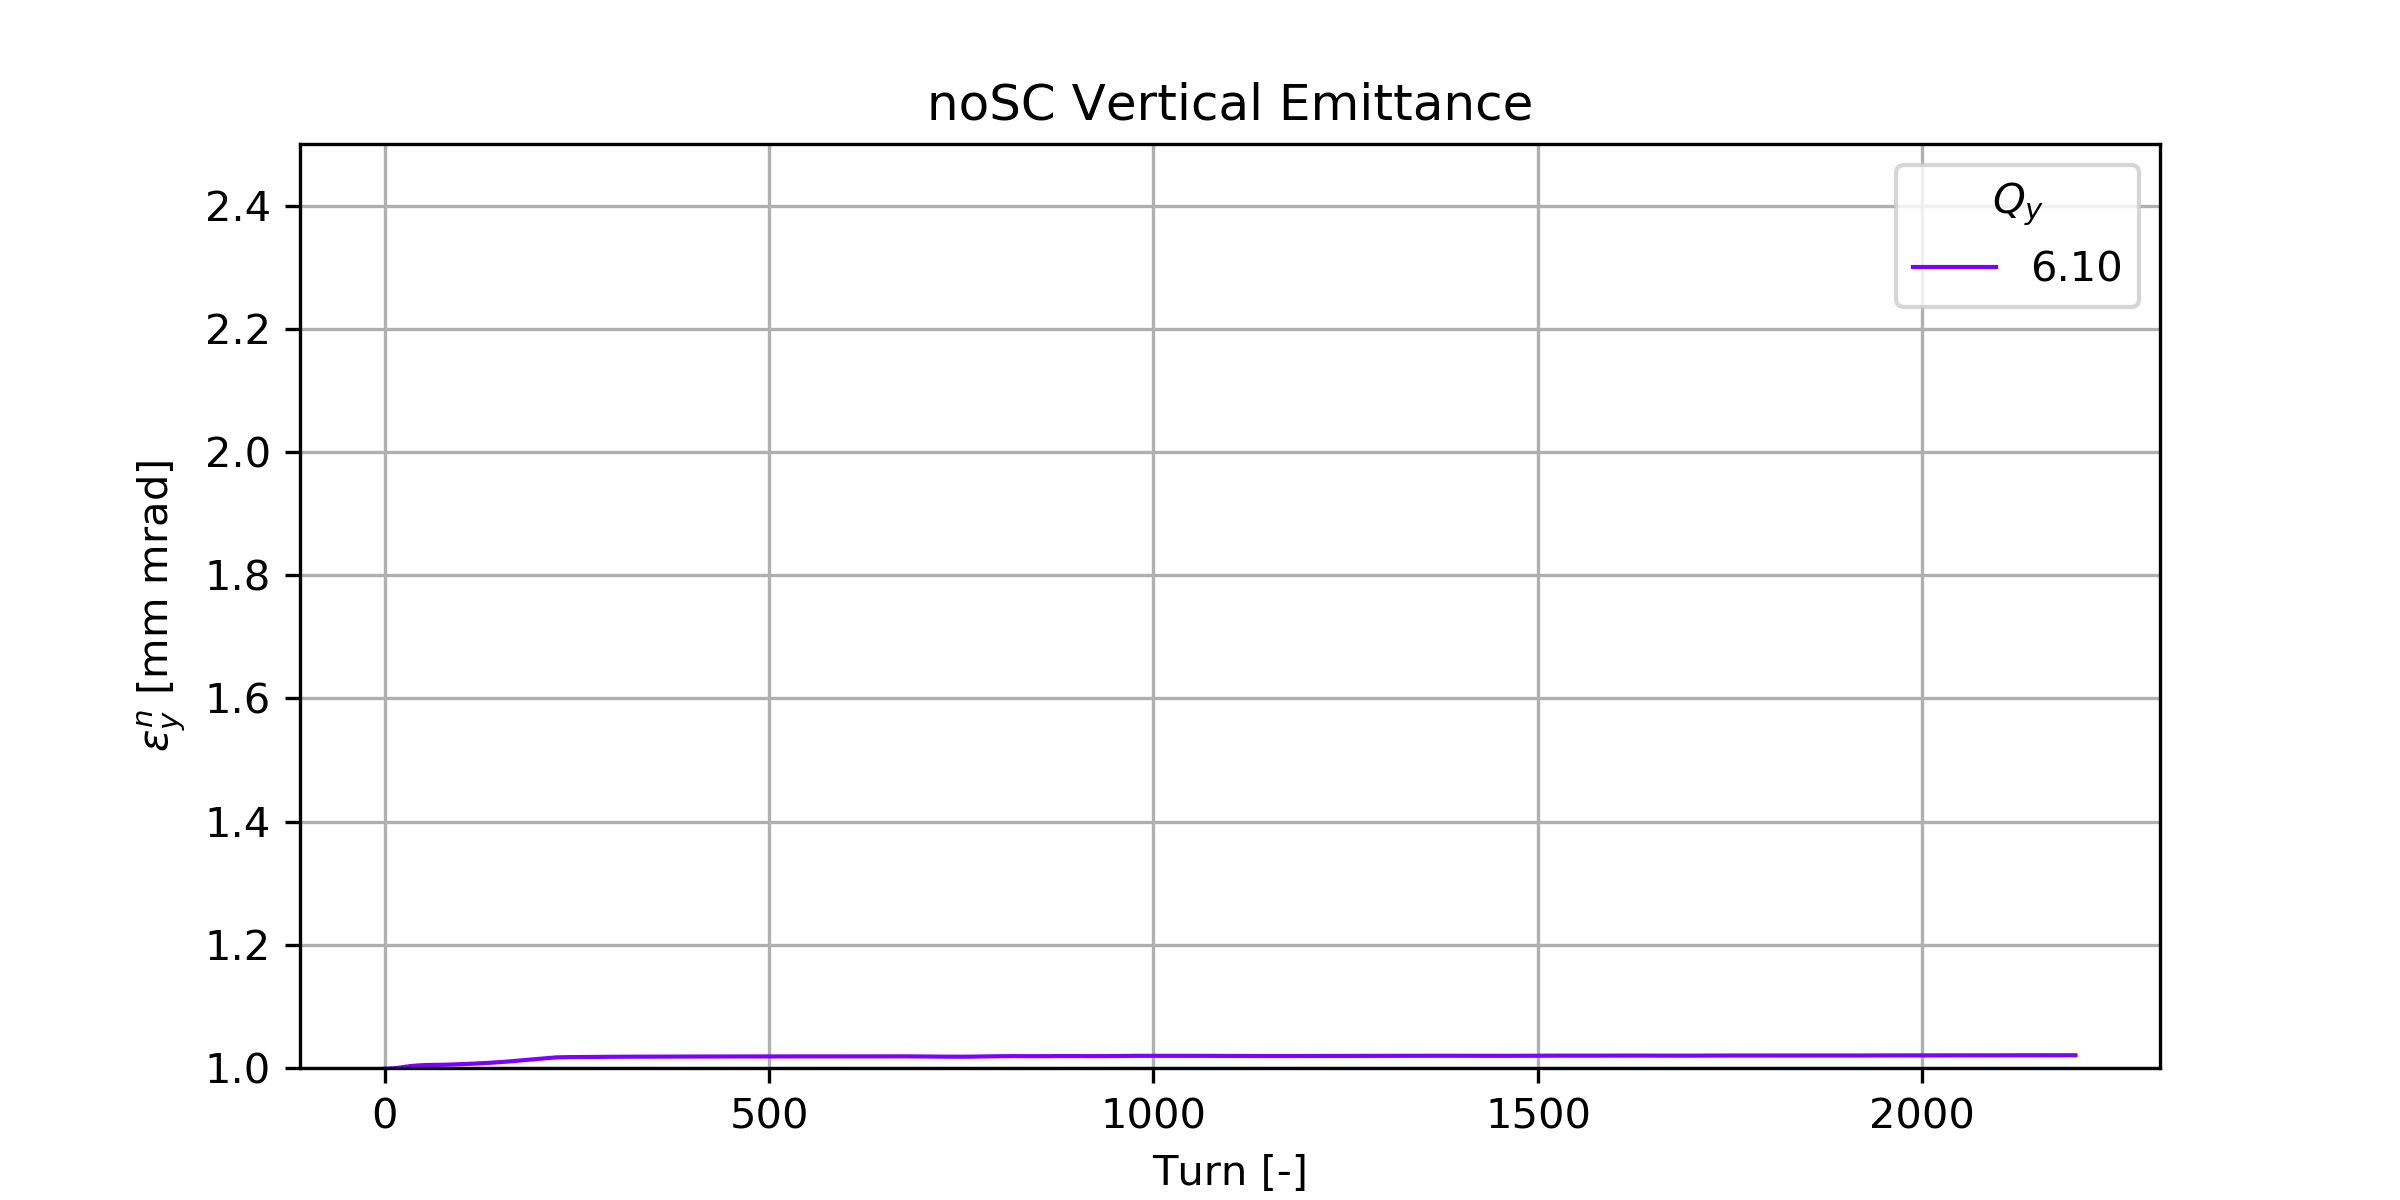 noSC Vertical Emittance
2.4
2.2
2.0
1.8
1.6
1.4
1.2
1.0
ε_y^n [mm mrad]
Q_y
6.10
0 500 1000 1500 2000
Turn [-]